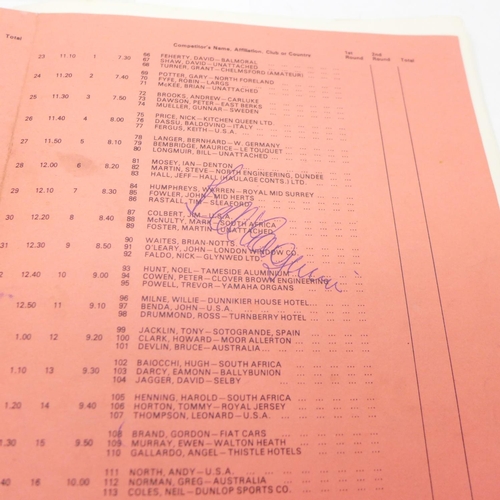 Total Competitor's Name, Affiliation, Club or Country 1st Round 2nd Round Total
23 11.10 1 7.30 66 FEHERTY, DAVID—BALMORAL
67 SHAW, DAVID—UNATTACHED
68 TURNER, GRANT—CHELMSFORD (AMATEUR)
24 11.20 2 7.40 69 POTTER, GARY—NORTH FORELAND
70 FYFE, ROBIN—LARGS
71 McKEE, BRIAN—UNATTACHED
25 11.30 3 7.50 72 BROOKS, ANDREW—CARLUKE
73 DAWSON, PETER—EAST BERKS
74 MUELLER, GUNNAR—SWEDEN
26 11.40 4 8.00 75 PRICE, NICK—KITCHEN QUEEN LTD.
76 DASSU, BALDOVINO—ITALY
77 FERGUS, KEITH—U.S.A.
27 11.50 5 8.10 78 LANGER, BERNHARD—W. GERMANY
79 BEMBRIDGE, MAURICE—LE TOUQUET
80 LONGMUIR, BILL—UNATTACHED
28 12.00 6 8.20 81 MOSEY, IAN—DENTON
82 MARTIN, STEVE—NORTH ENGINEERING, DUNDEE
83 HALL, JEFF—HALL (HAULAGE CONTS.) LTD
29 12.10 7 8.30 84 HUMPHREYS, WARREN—ROYAL MID SURREY
85 FOWLER, JOHN—MID HERTS
86 RASTALL, TIM—SLEAFORD
30 12.20 8 8.40 87 COLBERT, JIM—U.S.A.
88 McNULTY, MARK—SOUTH AFRICA
89 FOSTER, MARTIN—UNATTACHED
31 12.30 9 8.50 90 WAITES, BRIAN—NOTTS
91 O'LEARY, JOHN—LONDON WINDOW CO.
92 FALDO, NICK—GLYNWED LTD
2 12.40 10 9.00 93 HUNT, NOEL—TAMESIDE ALUMINIUM
94 COWEN, PETER—CLOVER BROWN ENGINEERING
95 POWELL, TREVOR—YAMAHA ORGANS
12.50 11 9.10 96 MILNE, WILLIE—DUNNIKIER HOUSE HOTEL
97 BENDA, JOHN—U.S.A.
98 DRUMMOND, ROSS—TURNBERRY HOTEL
1.00 12 9.20 99 JACKLIN, TONY—SOTOGRANDE, SPAIN
100 CLARK, HOWARD—MOOR ALLERTON
101 DEVLIN, BRUCE—AUSTRALIA
1.10 13 9.30 102 BAIOCCHI, HUGH—SOUTH AFRICA
103 DARCY, EAMONN—BALLYBUNION
104 JAGGER, DAVID—SELBY
1.20 14 9.40 105 HENNING, HAROLD—SOUTH AFRICA
106 HORTON, TOMMY—ROYAL JERSEY
107 THOMPSON, LEONARD—U.S.A.
1.30 15 9.50 108 BRAND, GORDON—FIAT CARS
109 MURRAY, EWEN—WALTON HEATH
110 GALLARDO, ANGEL—THISTLE HOTELS
.40 16 10.00 111 NORTH, ANDY—U.S.A.
112 NORMAN, GREG—AUSTRALIA
113 COLES, NEIL—DUNLOP SPORTS CO.